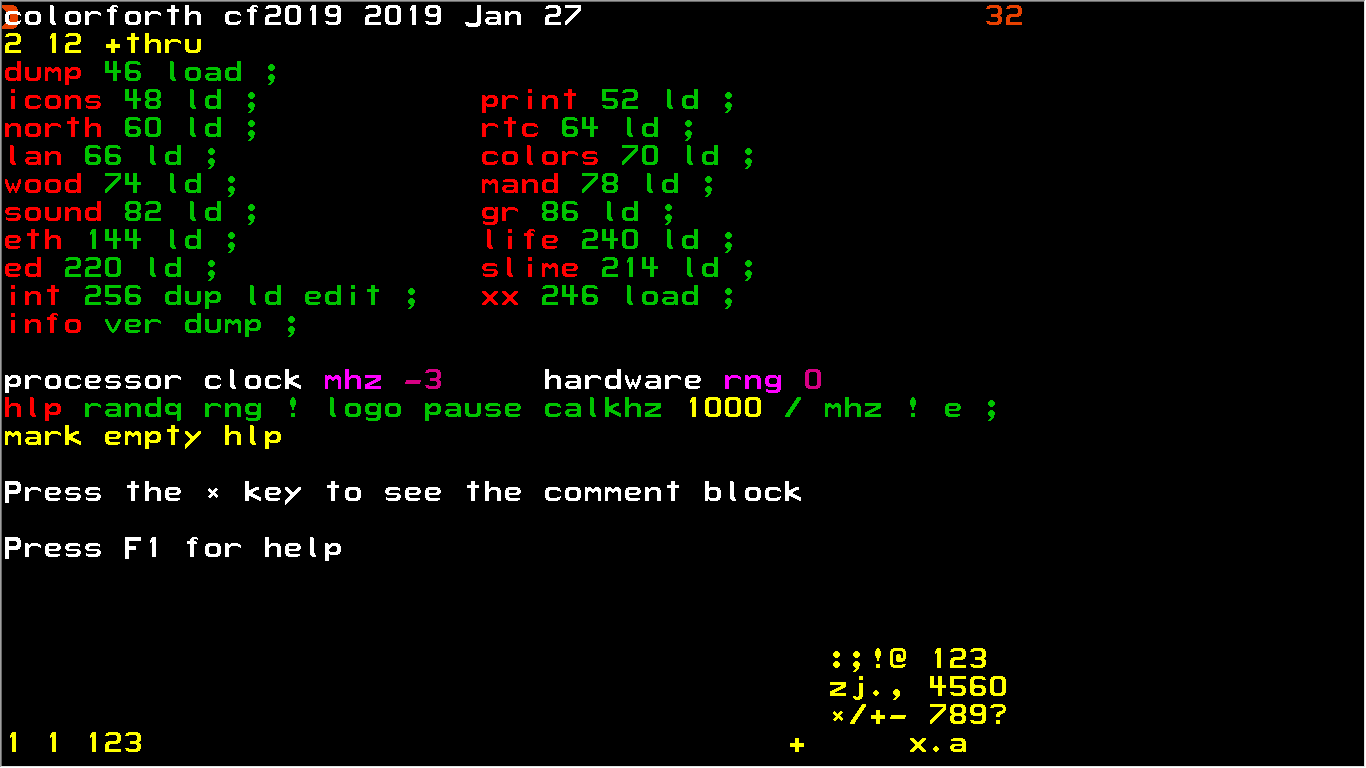 colorforth cf2019 2019 Jan 27 32
2 12 +thru
dump 46 load ;
icons 48 ld ; print 52 ld ;
north 60 ld ; rtc 64 ld ;
lan 66 ld ; colors 70 ld ;
wood 74 ld ; mand 78 ld ;
sound 82 ld ; gr 86 ld ;
eth 144 ld ; life 240 ld ;
ed 220 ld ; slime 214 ld ;
int 256 dup ld edit ; xx 246 load ;
info ver dump ;
processor clock mhz -3 hardware rng 0
hlp randq rng ! logo pause calkhz 1000 / mhz ! e ;
mark empty hlp
Press the × key to see the comment block
Press F1 for help
:;!@ 123
zj., 4560
×/+- 789?
1 1 123 + x.a